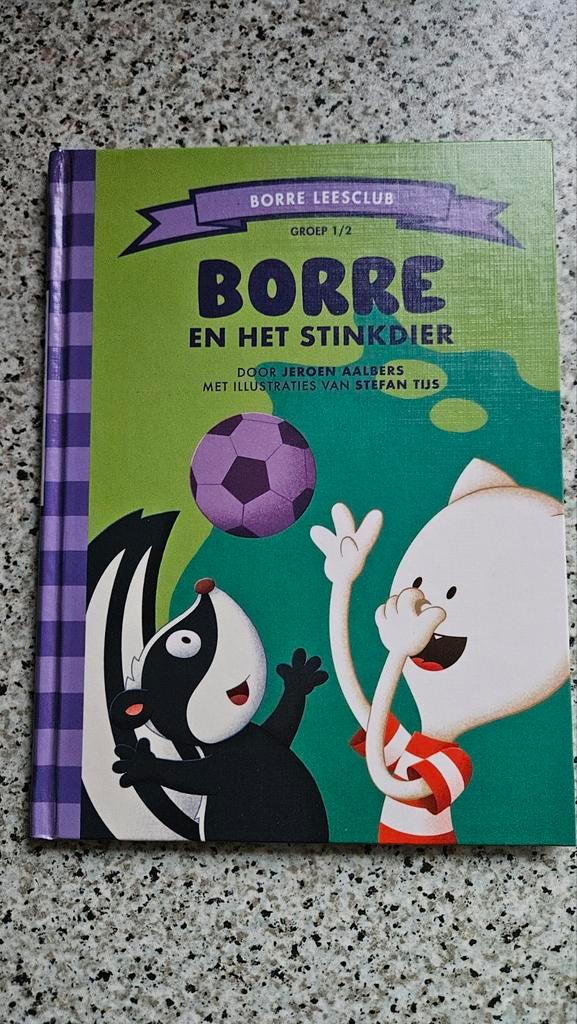 BORRE LEESCLUB
GROEP 1/2
BORRE
EN HET STINKDIER
DOOR JEROEN AALBERS
MET ILLUSTRATIES VAN STEFAN TIJS